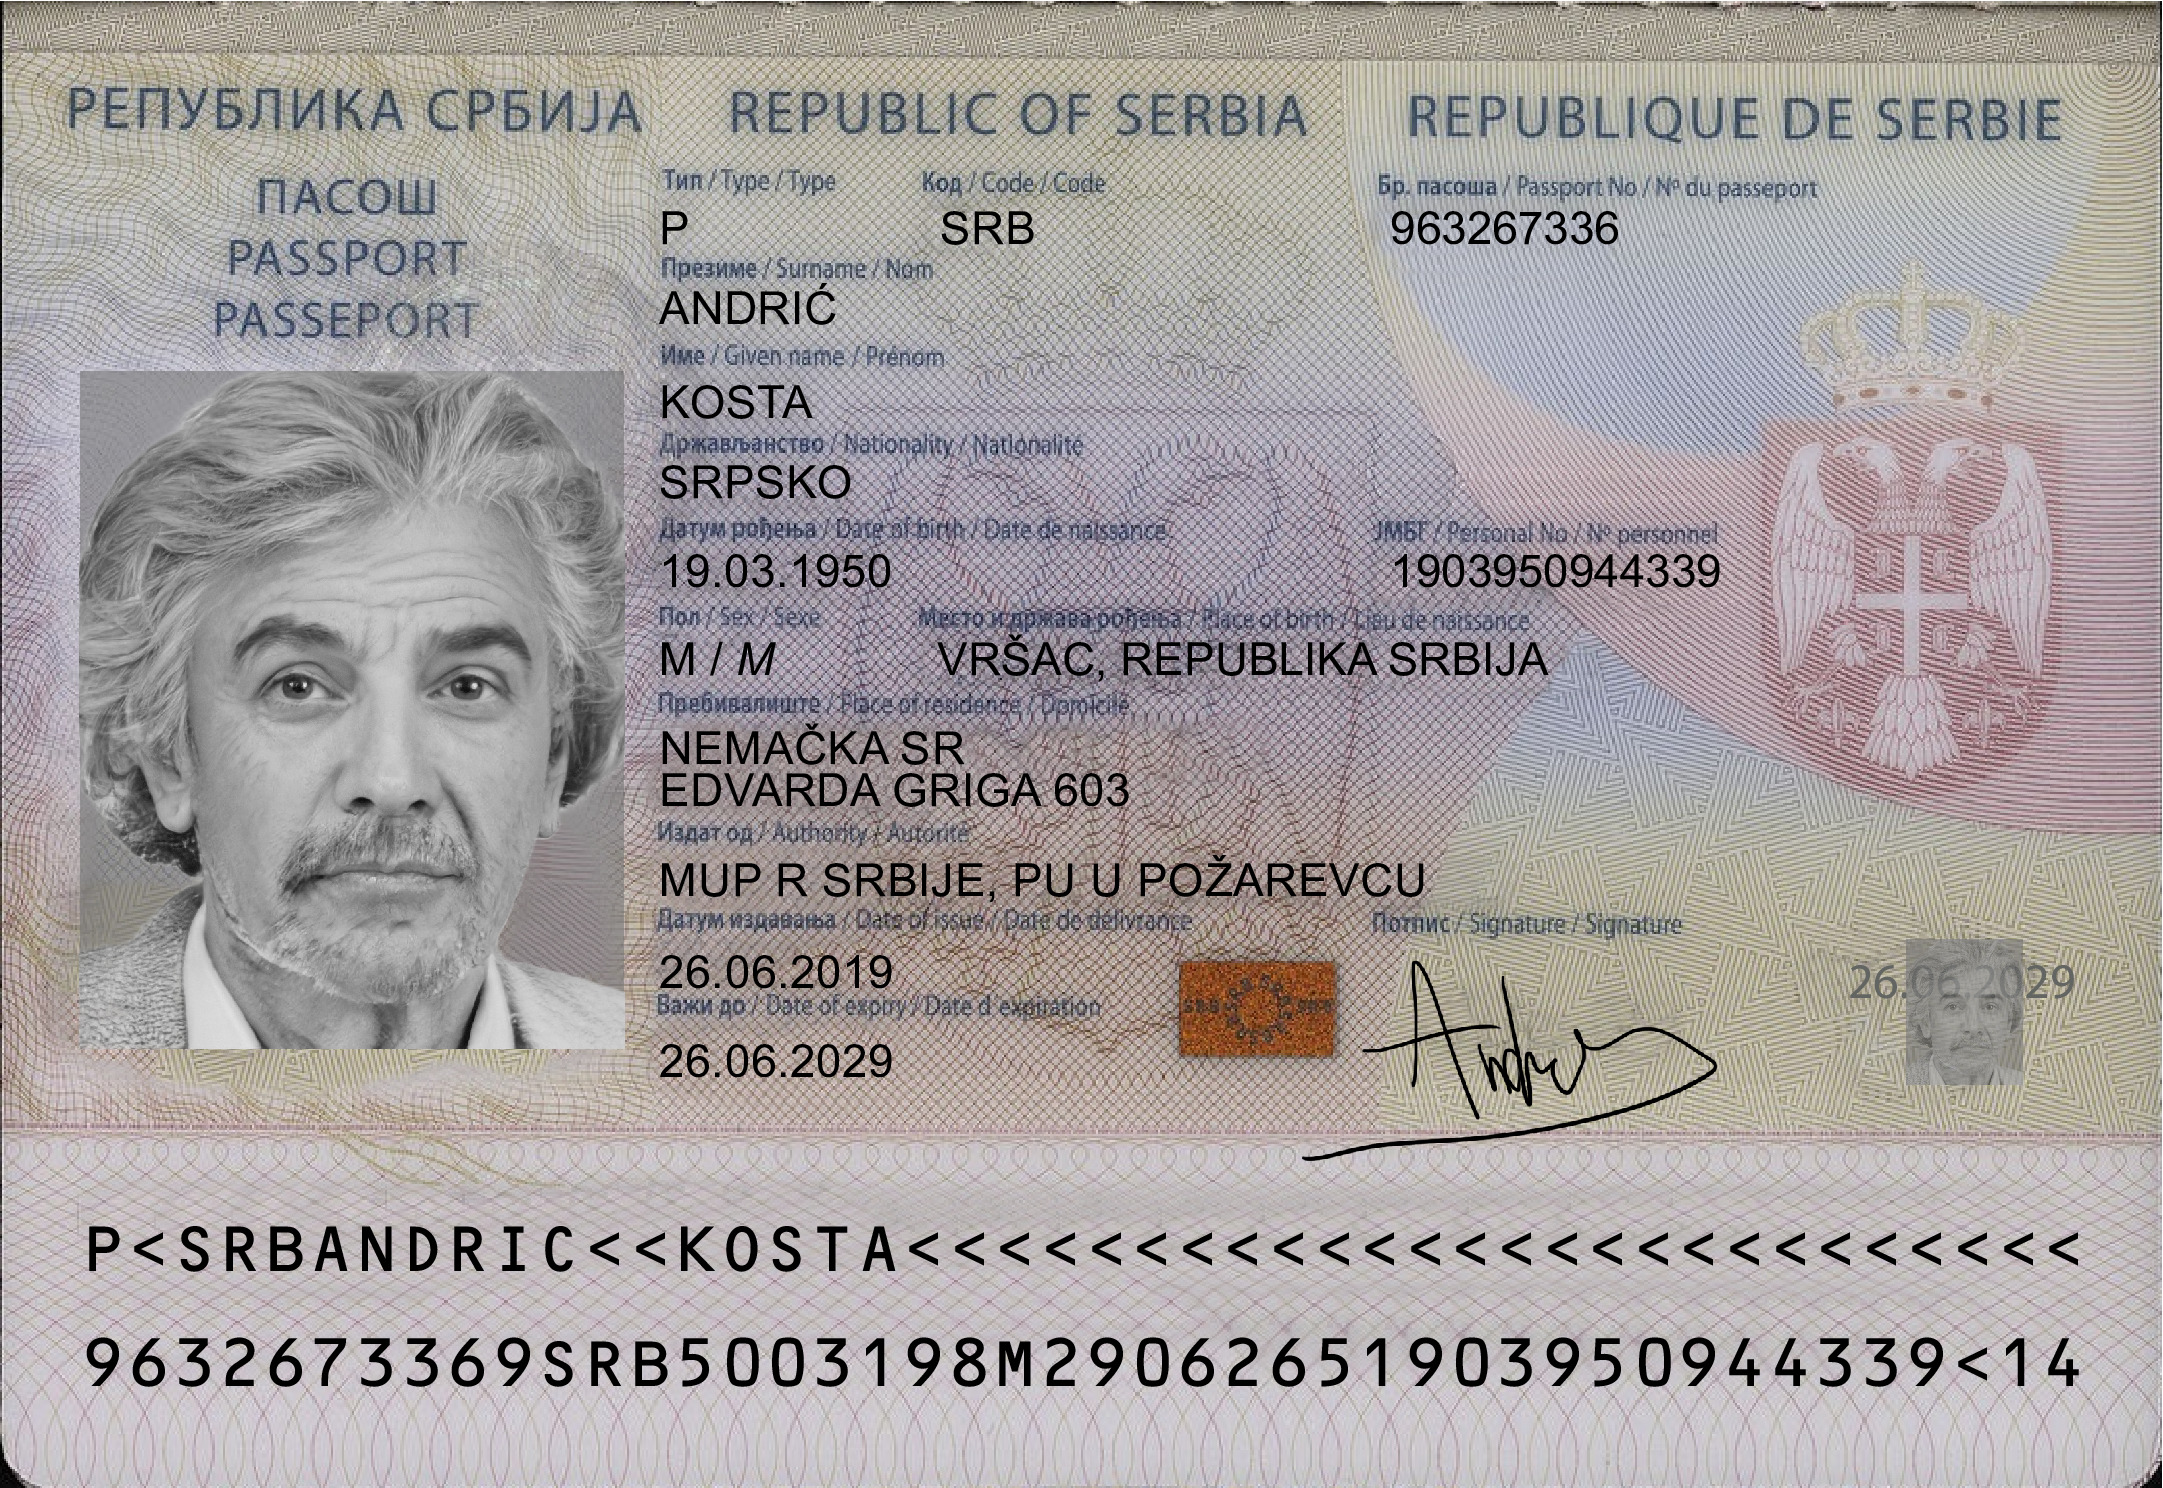 РЕПУБЛИКА СРБИЈА REPUBLIC OF SERBIA REPUBLIQUE DE SERBIE
ПАСОШ
PASSPORT
PASSEPORT
Тип / Type / Type Код / Code / Code Бр. пасоша / Passport No / Nº du passeport
P SRB 963267336
Презиме / Surname / Nom
ANDRIĆ
Име / Given name / Prénom
KOSTA
Држављанство / Nationality / Nationalité
SRPSKO
Датум рођења / Date of birth / Date de naissance ЈМБГ / Personal No / Nº personnel
19.03.1950 1903950944339
Пол / Sex / Sexe Место и држава рођења / Place of birth / Lieu de naissance
M / M VRŠAC, REPUBLIKA SRBIJA
Пребивалиште / Place of residence / Domicile
NEMAČKA SR
EDVARDA GRIGA 603
Издат од / Authority / Autorité
MUP R SRBIJE, PU U POŽAREVCU
Датум издавања / Date of issue / Date de délivrance Потпис / Signature / Signature
26.06.2019
Важи до / Date of expiry / Date d expiration
26.06.2029
26.06.2029
P<SRBANDRIC<<KOSTA<<<<<<<<<<<<<<<<<<<<<<<<<<
9632673369SRB5003198M29062651903950944339<14